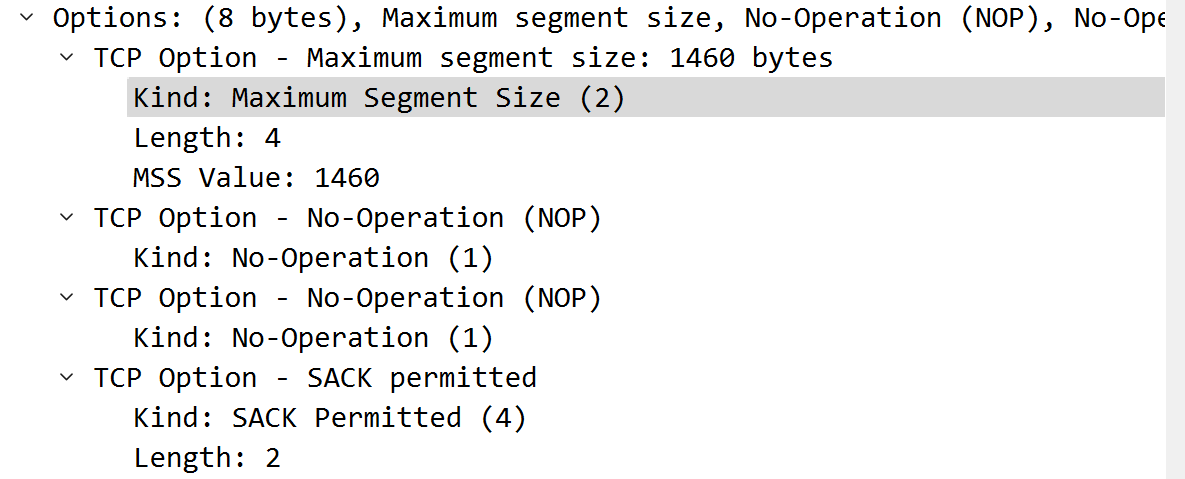 Options: (8 bytes), Maximum segment size, No-Operation (NOP), No-Ope
TCP Option - Maximum segment size: 1460 bytes
Kind: Maximum Segment Size (2)
Length: 4
MSS Value: 1460
TCP Option - No-Operation (NOP)
Kind: No-Operation (1)
TCP Option - No-Operation (NOP)
Kind: No-Operation (1)
TCP Option - SACK permitted
Kind: SACK Permitted (4)
Length: 2